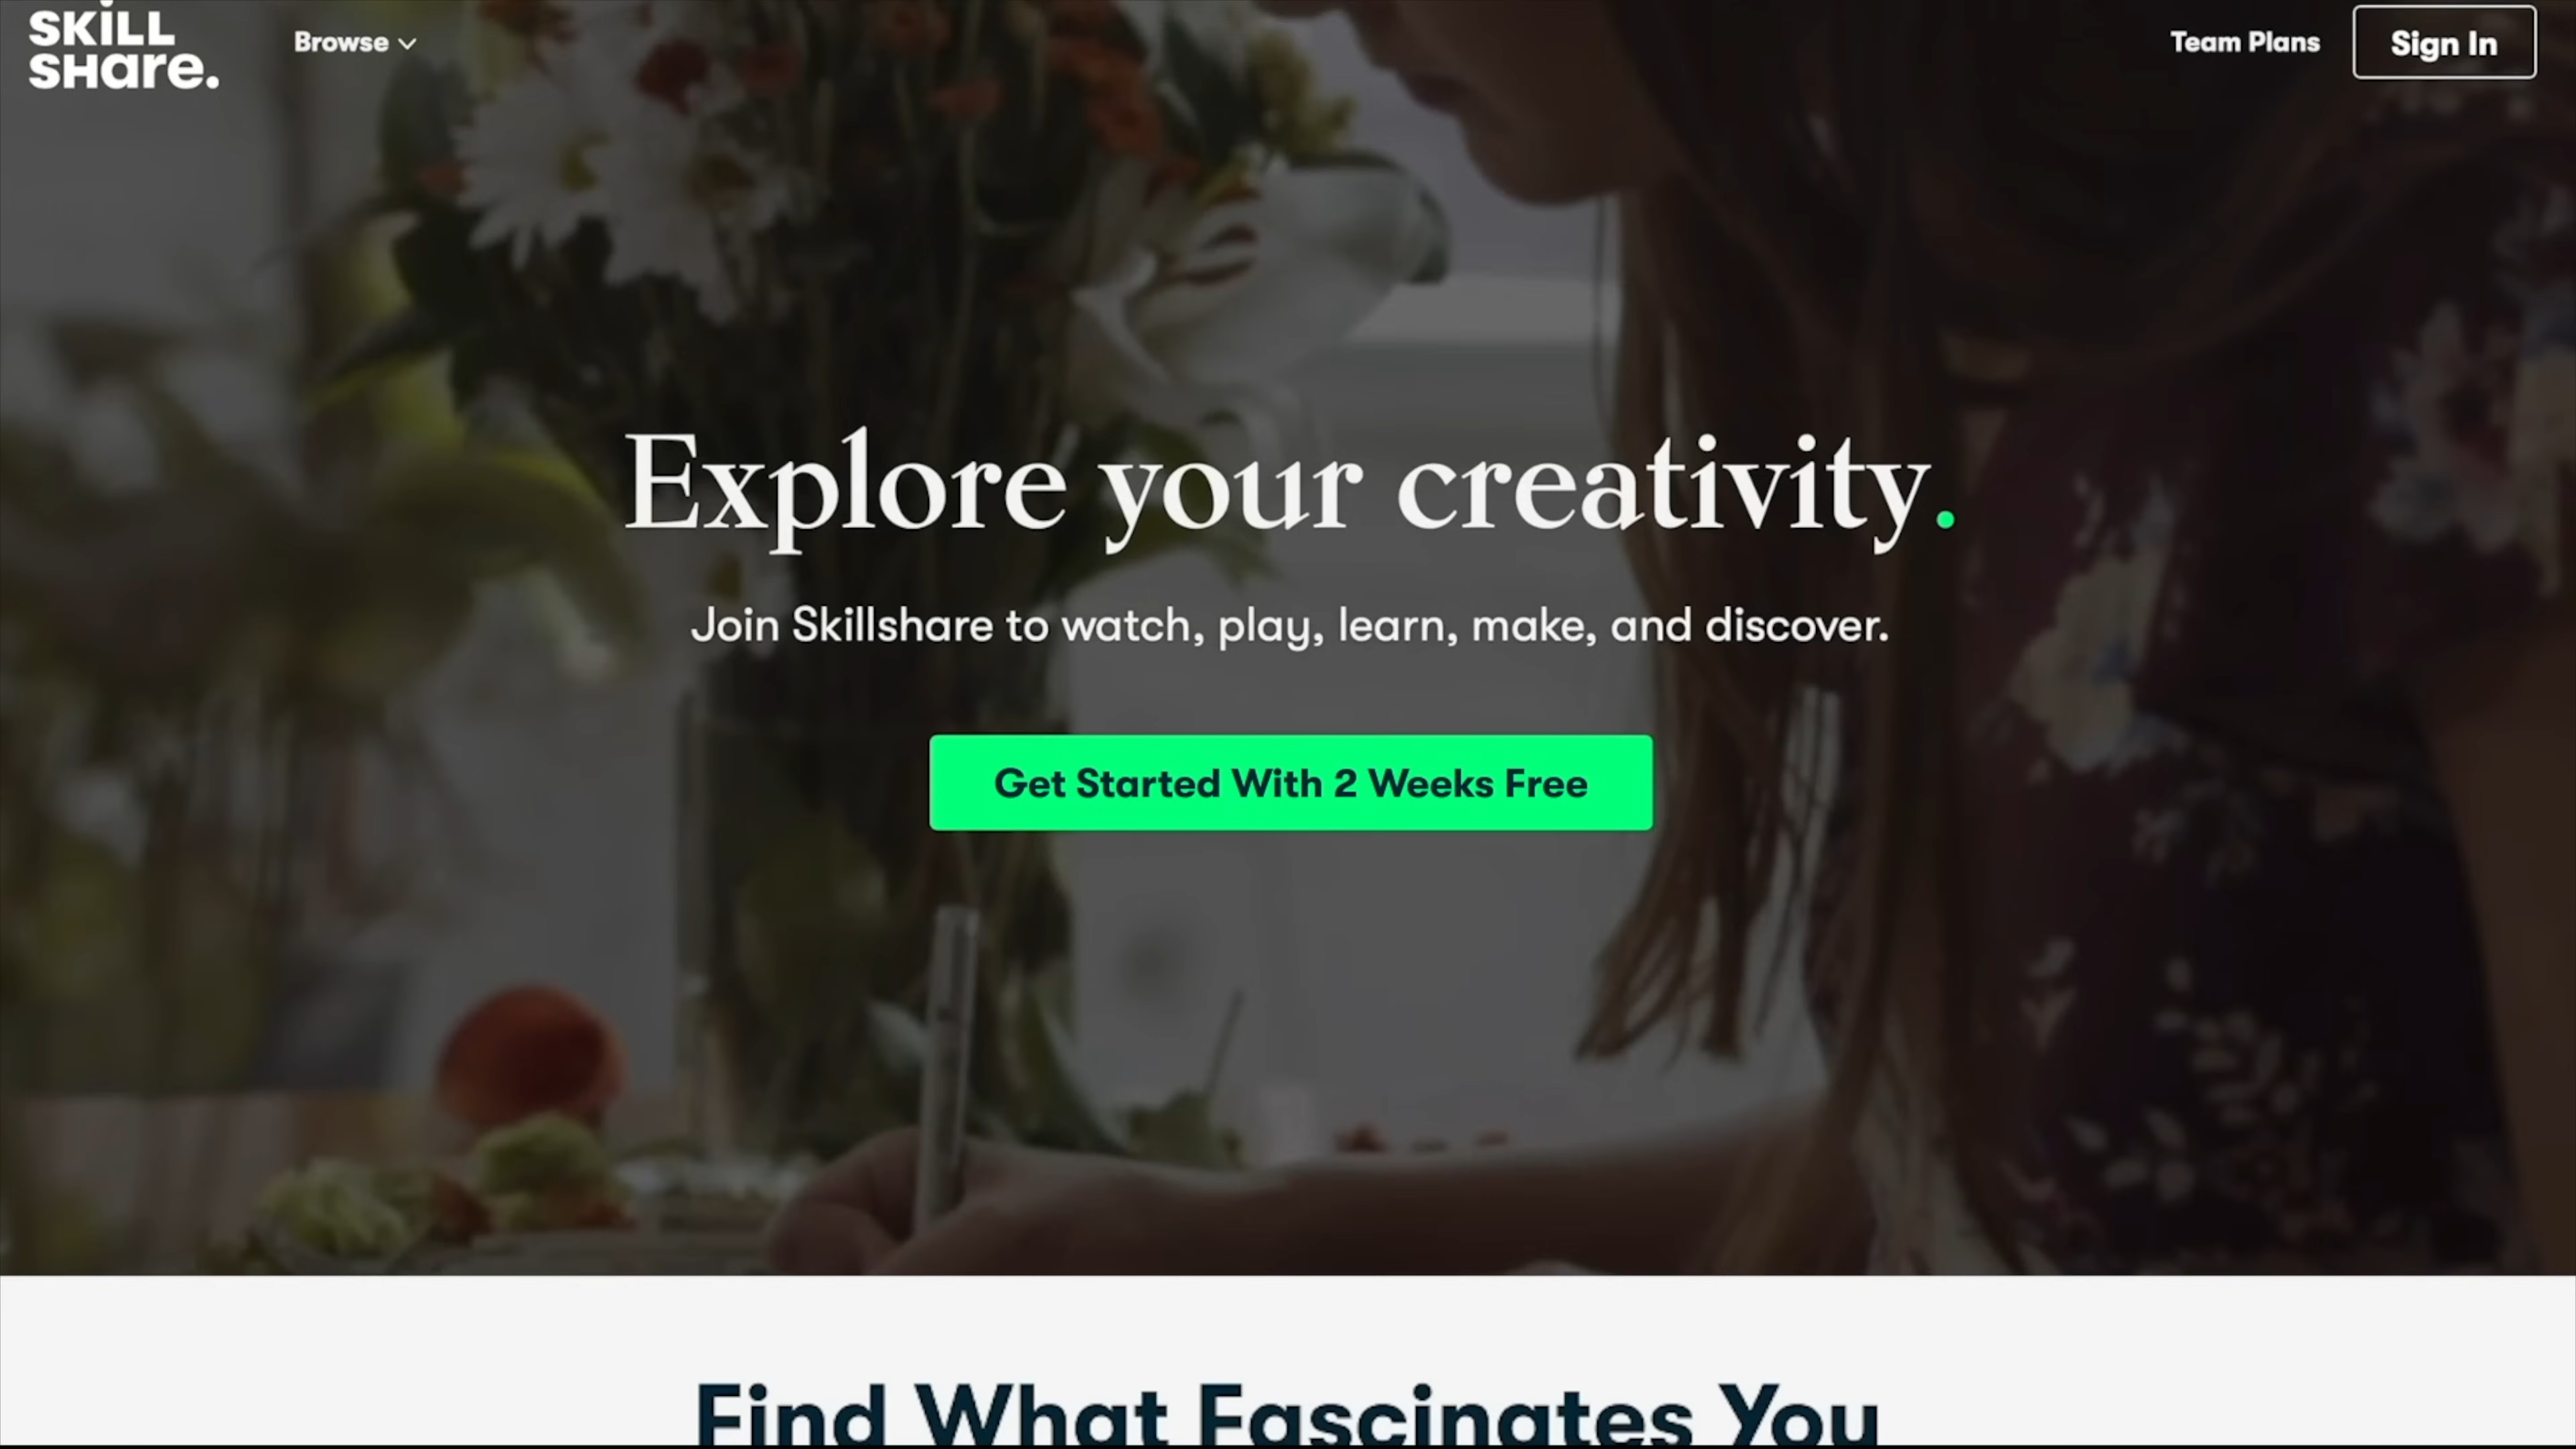 SKILL
SHare.
Browse
Team Plans
Sign In
Explore your creativity.
Join Skillshare to watch, play, learn, make, and discover.
Get Started With 2 Weeks Free
Find What Fascinates You